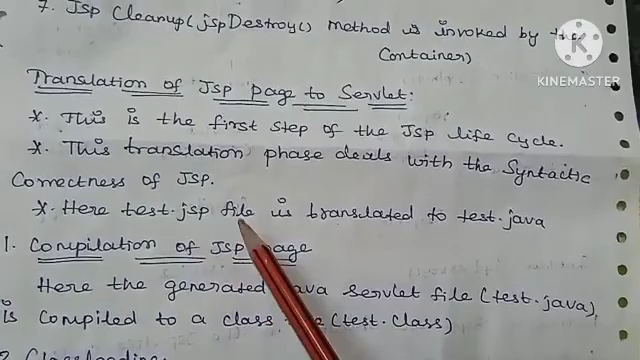 7. Jsp Cleanup(jspDestroy() method is invoked by the
Container)
KINEMASTER
Translation of Jsp page to Servlet:
*. This is the first step of the Jsp life cycle.
*. This translation phase deals with the Syntactic
Correctness of Jsp.
*. Here test.jsp file is translated to test.java
1. Compilation of Jsp page
Here the generated java servlet file (test.java)
is compiled to a class (test.class)